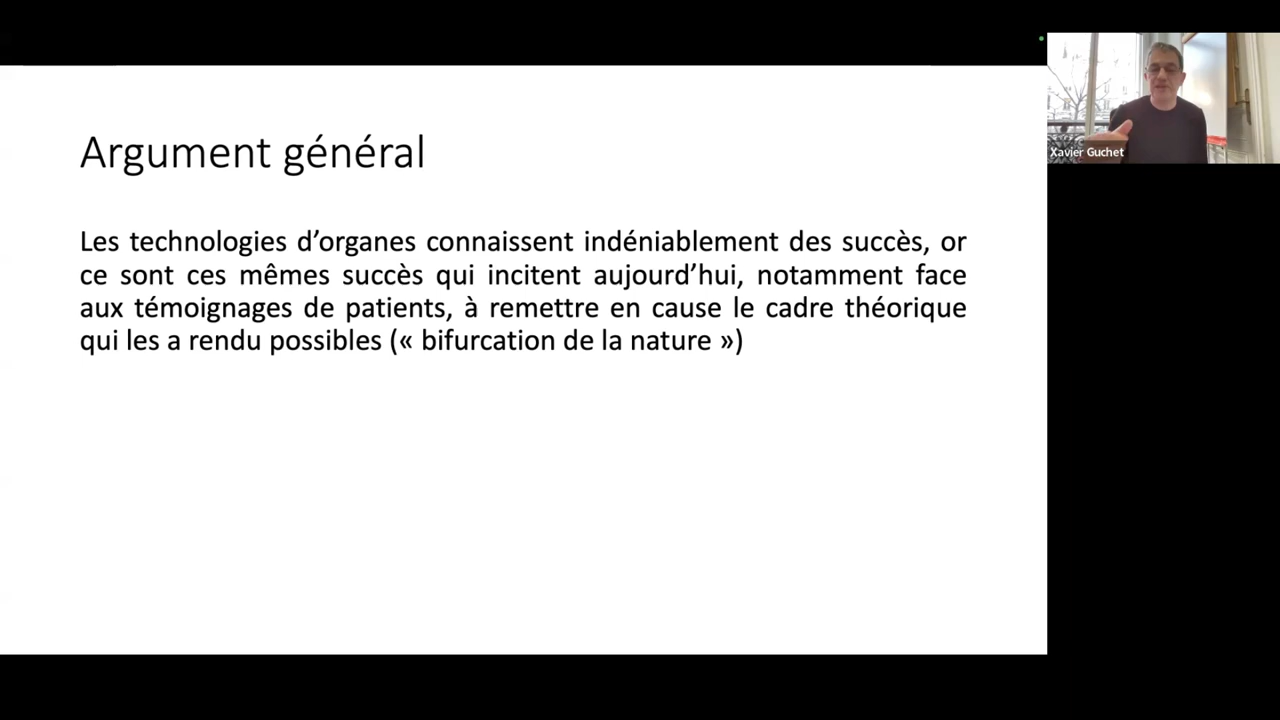 Argument général
Les technologies d’organes connaissent indéniablement des succès, or
ce sont ces mêmes succès qui incitent aujourd’hui, notamment face
aux témoignages de patients, à remettre en cause le cadre théorique
qui les a rendu possibles (« bifurcation de la nature »)
Xavier Guchet